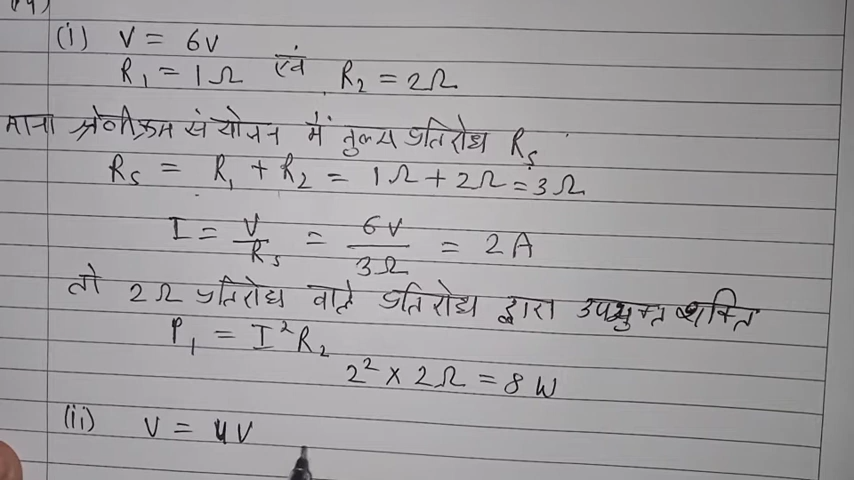 (i) V = 6V
R₁ = 1Ω एवं R₂ = 2Ω
माना श्रेणीक्रम संयोजन में तुल्य प्रतिरोध Rₛ
Rₛ = R₁ + R₂ = 1Ω + 2Ω = 3Ω
I = V/Rₛ = 6V/3Ω = 2A
तो 2Ω प्रतिरोध वाले प्रतिरोध द्वारा उपभुक्त शक्ति
P₁ = I²R₂
2² × 2Ω = 8W
(ii) V = 4V